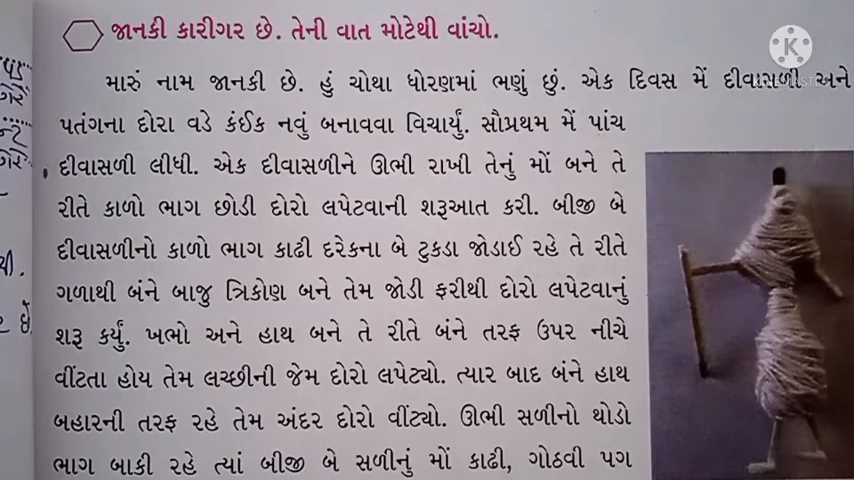 જાનકી કારીગર છે. તેની વાત મોટેથી વાંચો.
મારું નામ જાનકી છે. હું ચોથા ધોરણમાં ભણું છું. એક દિવસ મેં દીવાસળી અને
પતંગના દોરા વડે કંઈક નવું બનાવવા વિચાર્યું. સૌપ્રથમ મેં પાંચ
દીવાસળી લીધી. એક દીવાસળીને ઊભી રાખી તેનું મોં બને તે
રીતે કાળો ભાગ છોડી દોરો લપેટવાની શરૂઆત કરી. બીજી બે
દીવાસળીનો કાળો ભાગ કાઢી દરેકના બે ટુકડા જોડાઈ રહે તે રીતે
ગળાથી બંને બાજુ ત્રિકોણ બને તેમ જોડી ફરીથી દોરો લપેટવાનું
શરૂ કર્યું. ખભો અને હાથ બને તે રીતે બંને તરફ ઉપર નીચે
વીંટતા હોય તેમ લચ્છીની જેમ દોરો લપેટ્યો. ત્યાર બાદ બંને હાથ
બહારની તરફ રહે તેમ અંદર દોરો વીંટ્યો. ઊભી સળીનો થોડો
ભાગ બાકી રહે ત્યાં બીજી બે સળીનું મોં કાઢી, ગોઠવી પગ